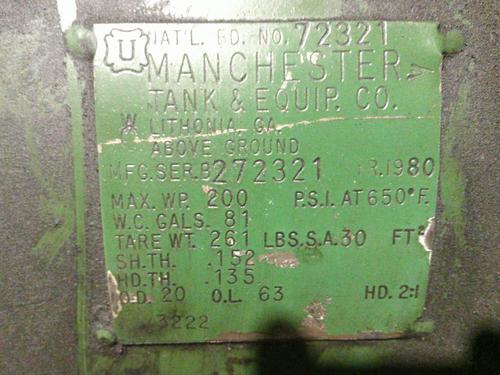 U NAT'L. BD. NO. 72321
MANCHESTER
TANK & EQUIP. CO.
W LITHONIA, GA.
ABOVE GROUND
MFG. SER. B272321 YR. 1980
MAX. WP. 200 P.S.I. AT 650° F.
W.C. GALS. 81
TARE WT. 261 LBS. S.A. 30 FT²
SH. TH. .152
HD. TH. .135
O.D. 20 O.L. 63 HD. 2:1
3222